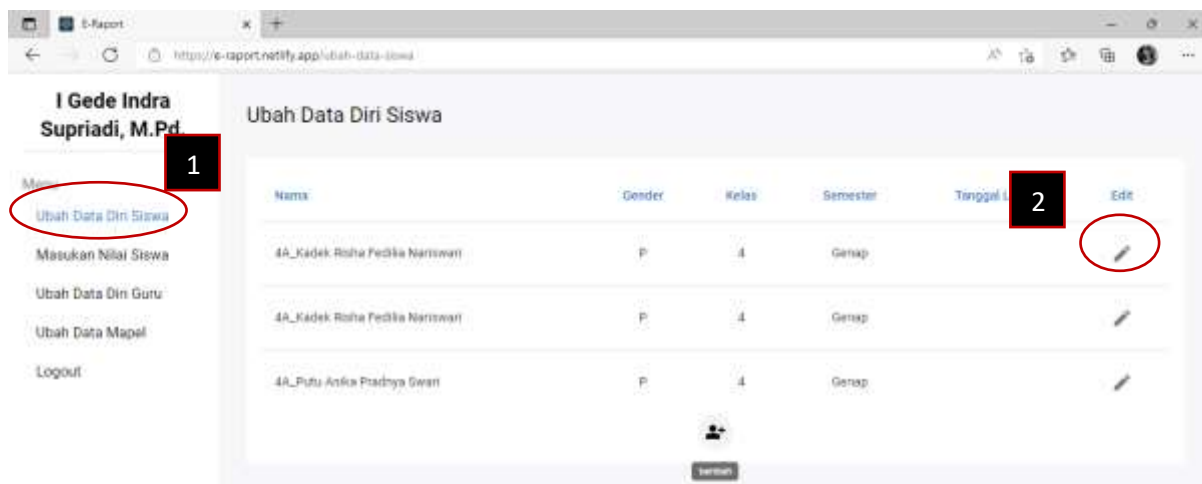 E-Raport
https://e-raport.netlify.app/ubah-data-siswa
I Gede Indra
Supriadi, M.Pd.
Ubah Data Diri Siswa
1
Menu
Nama Gender Kelas Semester Tanggal 2 Edit
Ubah Data Diri Siswa
Masukan Nilai Siswa
4A_Kadek Risha Fedilia Nariswari P 4 Genap
Ubah Data Diri Guru
4A_Kadek Risha Fedilia Nariswari P 4 Genap
Ubah Data Mapel
Logout
4A_Putu Anika Pradnya Swari P 4 Genap